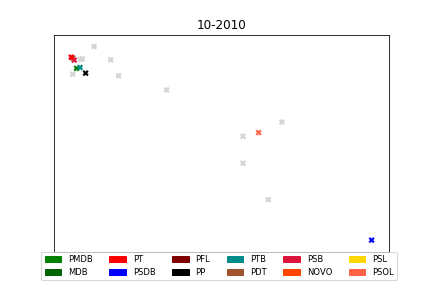 10-2010
PMDB PT PFL PTB PSB PSL
MDB PSDB PP PDT NOVO PSOL